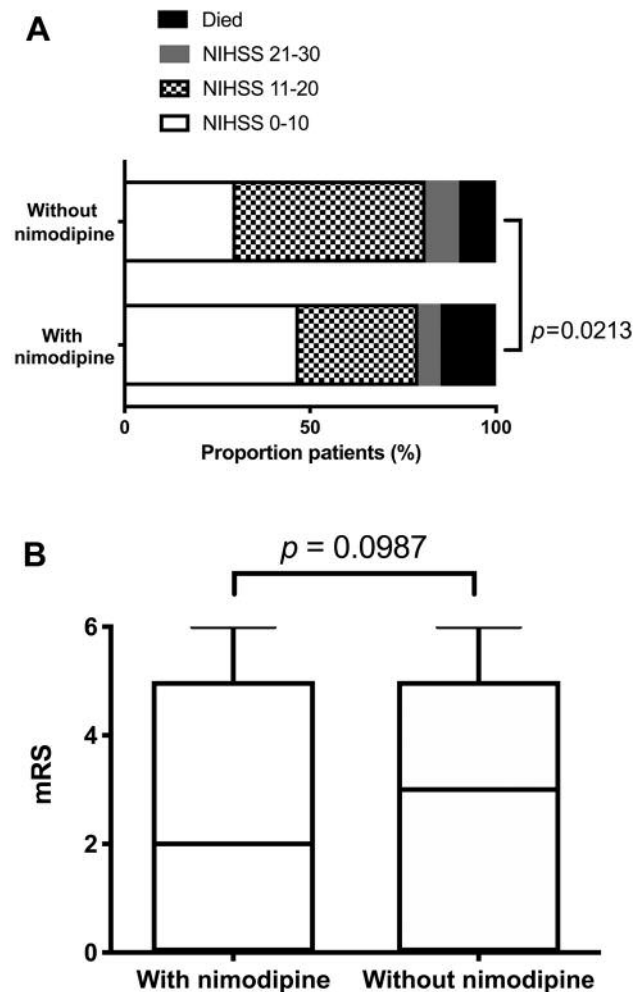 A
Died
NIHSS 21-30
NIHSS 11-20
NIHSS 0-10
Without
nimodipine
With
nimodipine
p=0.0213
0
50
100
Proportion patients (%)
B
p = 0.0987
6
4
2
0
mRS
With nimodipine
Without nimodipine